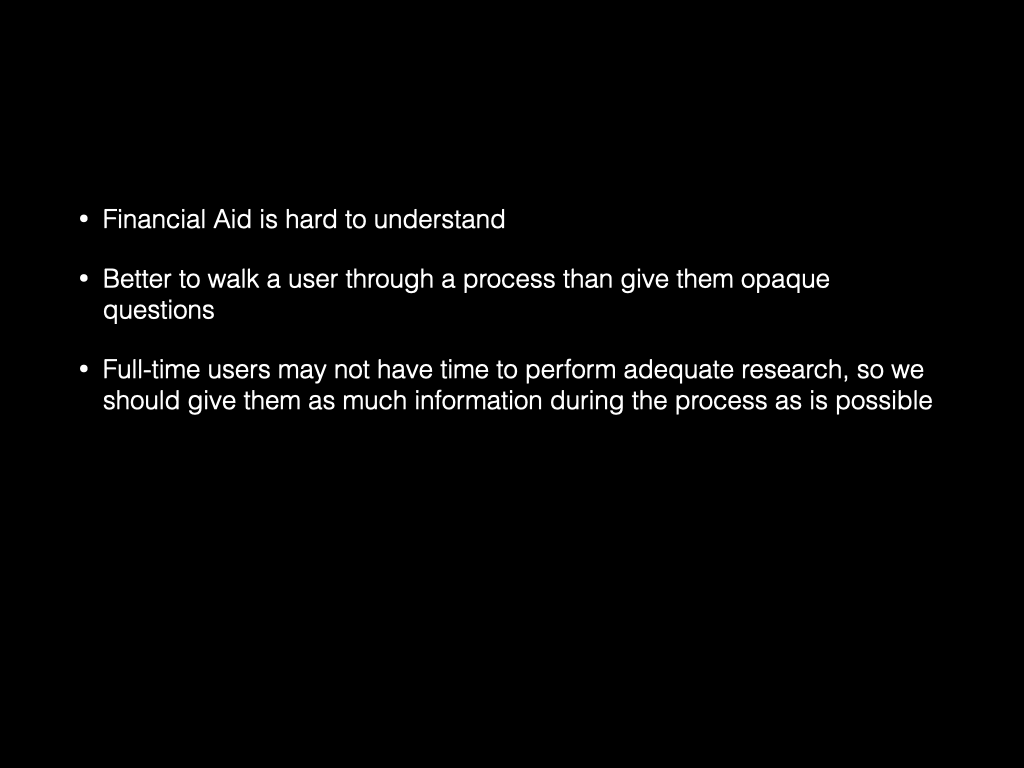 • Financial Aid is hard to understand
• Better to walk a user through a process than give them opaque
questions
• Full-time users may not have time to perform adequate research, so we
should give them as much information during the process as is possible